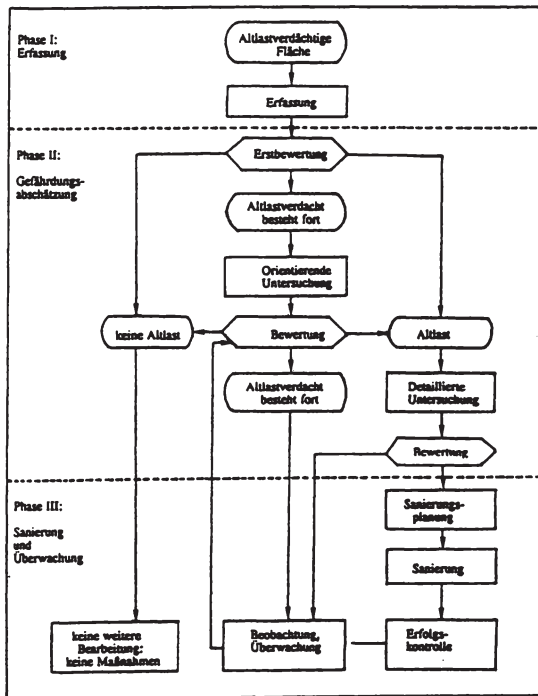 Phase I:
Erfassung
Altlastverdächtige
Fläche
Erfassung
Phase II:
Gefährdungs-
abschätzung
Erstbewertung
Altlastverdacht
besteht fort
Orientierende
Untersuchung
keine Altlast
Bewertung
Altlast
Altlastverdacht
besteht fort
Detaillierte
Untersuchung
Bewertung
Phase III:
Sanierung
und
Überwachung
Sanierungs-
planung
Sanierung
keine weitere
Bearbeitung:
keine Maßnahmen
Beobachtung,
Überwachung
Erfolgs-
kontrolle